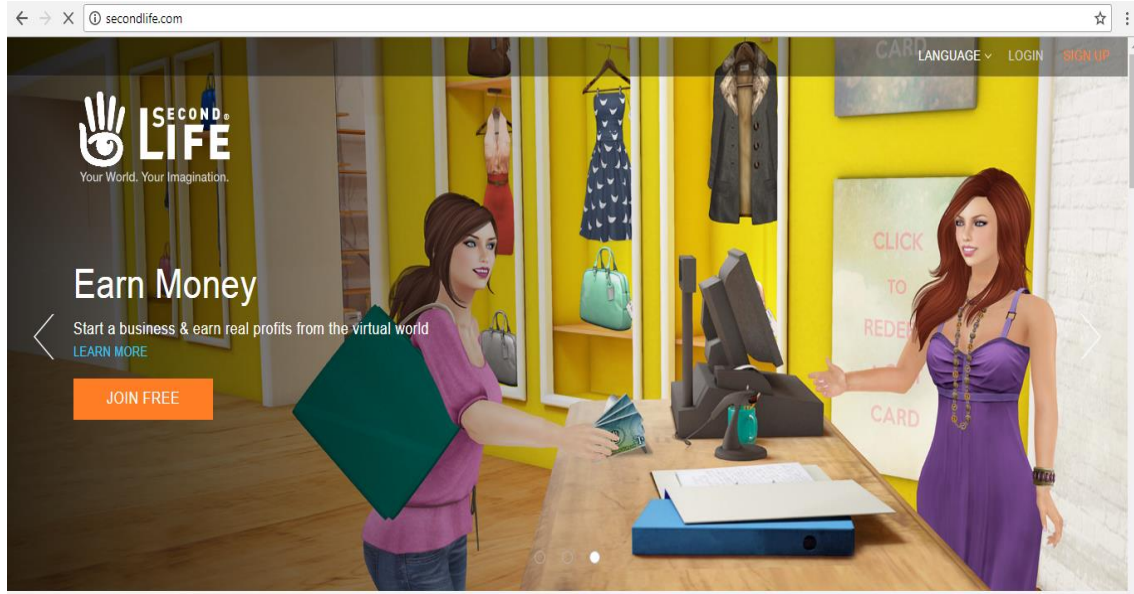 secondlife.com
CARD
LANGUAGE
LOGIN
SIGN UP
SECOND
LIFE
Your World. Your Imagination.
CLICK
TO
CARD
Earn Money
Start a business & earn real profits from the virtual world
LEARN MORE
JOIN FREE